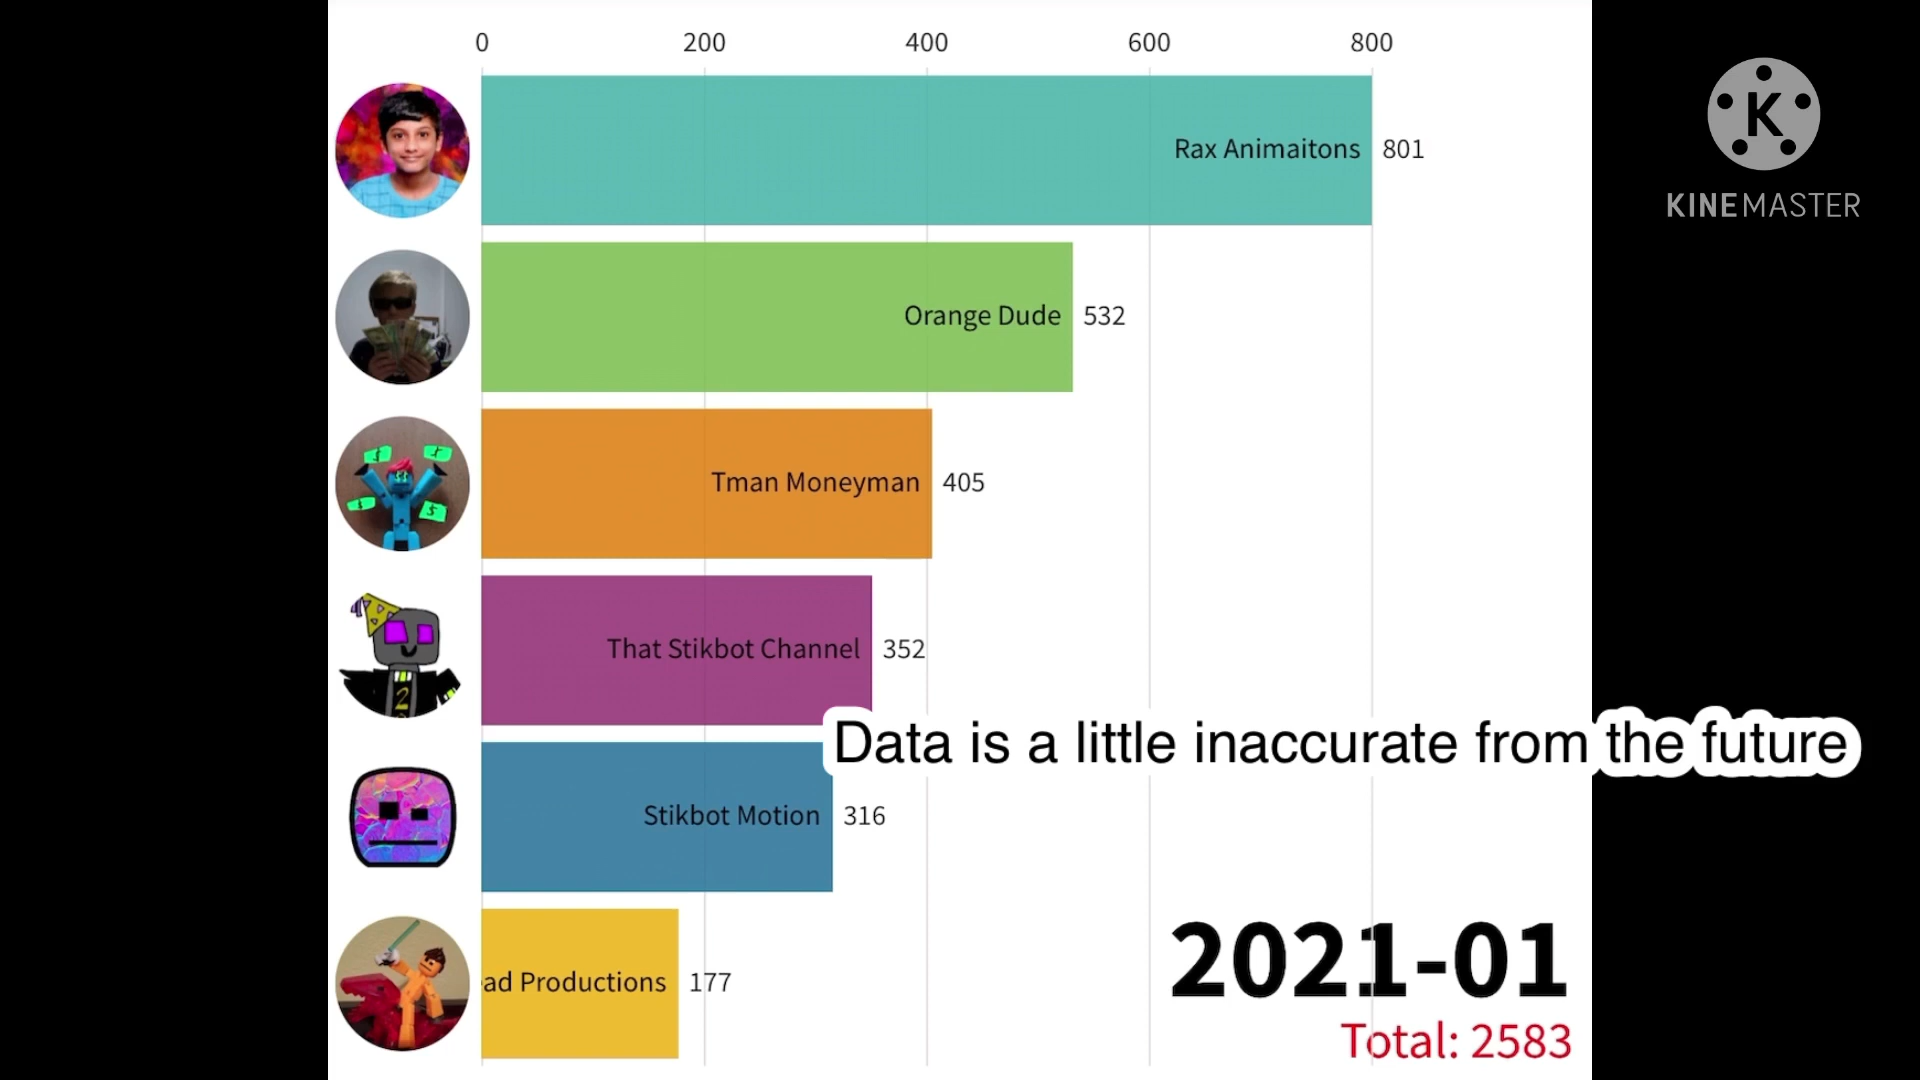 0 200 400 600 800
Rax Animaitons 801
K
KINEMASTER
Orange Dude 532
Tman Moneyman 405
That Stikbot Channel 352
Data is a little inaccurate from the future
Stikbot Motion 316
ad Productions 177
2021-01
Total: 2583